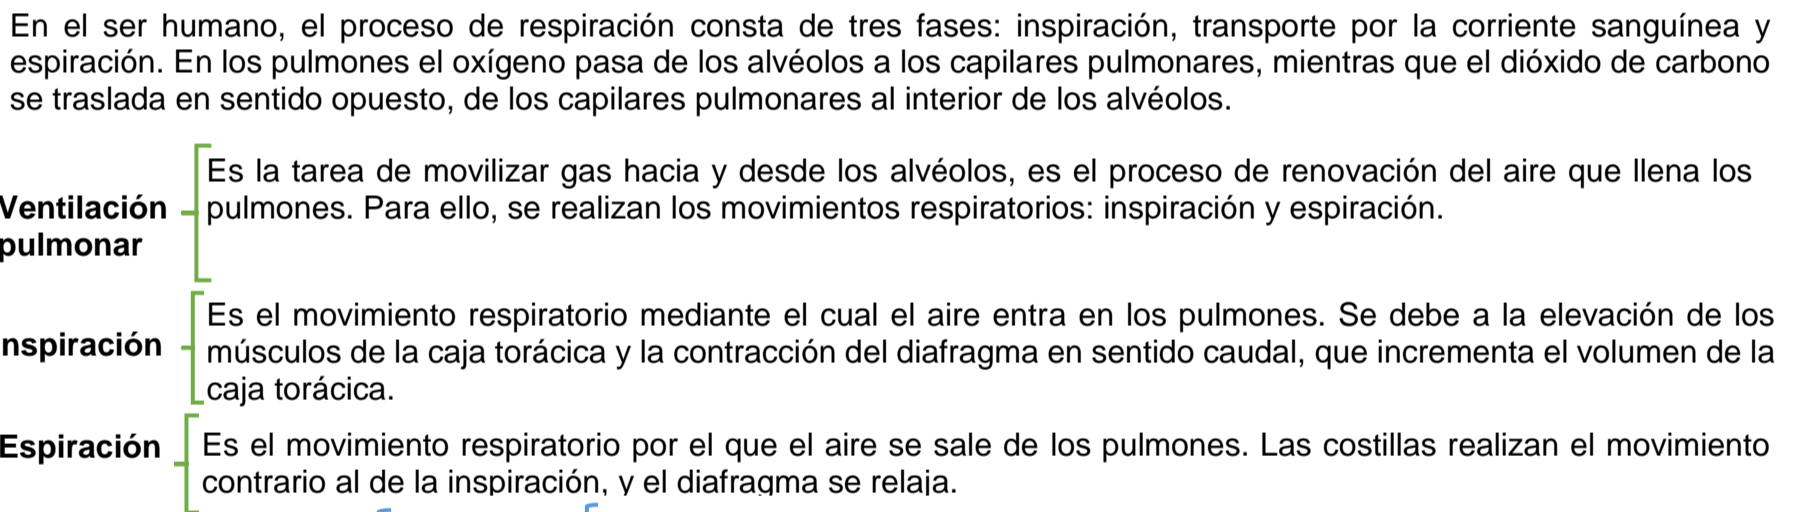 En el ser humano, el proceso de respiración consta de tres fases: inspiración, transporte por la corriente sanguínea y
espiración. En los pulmones el oxígeno pasa de los alvéolos a los capilares pulmonares, mientras que el dióxido de carbono
se traslada en sentido opuesto, de los capilares pulmonares al interior de los alvéolos.
Ventilación
pulmonar
Es la tarea de movilizar gas hacia y desde los alvéolos, es el proceso de renovación del aire que llena los
pulmones. Para ello, se realizan los movimientos respiratorios: inspiración y espiración.
nspiración
Es el movimiento respiratorio mediante el cual el aire entra en los pulmones. Se debe a la elevación de los
músculos de la caja torácica y la contracción del diafragma en sentido caudal, que incrementa el volumen de la
caja torácica.
Espiración
Es el movimiento respiratorio por el que el aire se sale de los pulmones. Las costillas realizan el movimiento
contrario al de la inspiración, y el diafragma se relaja.